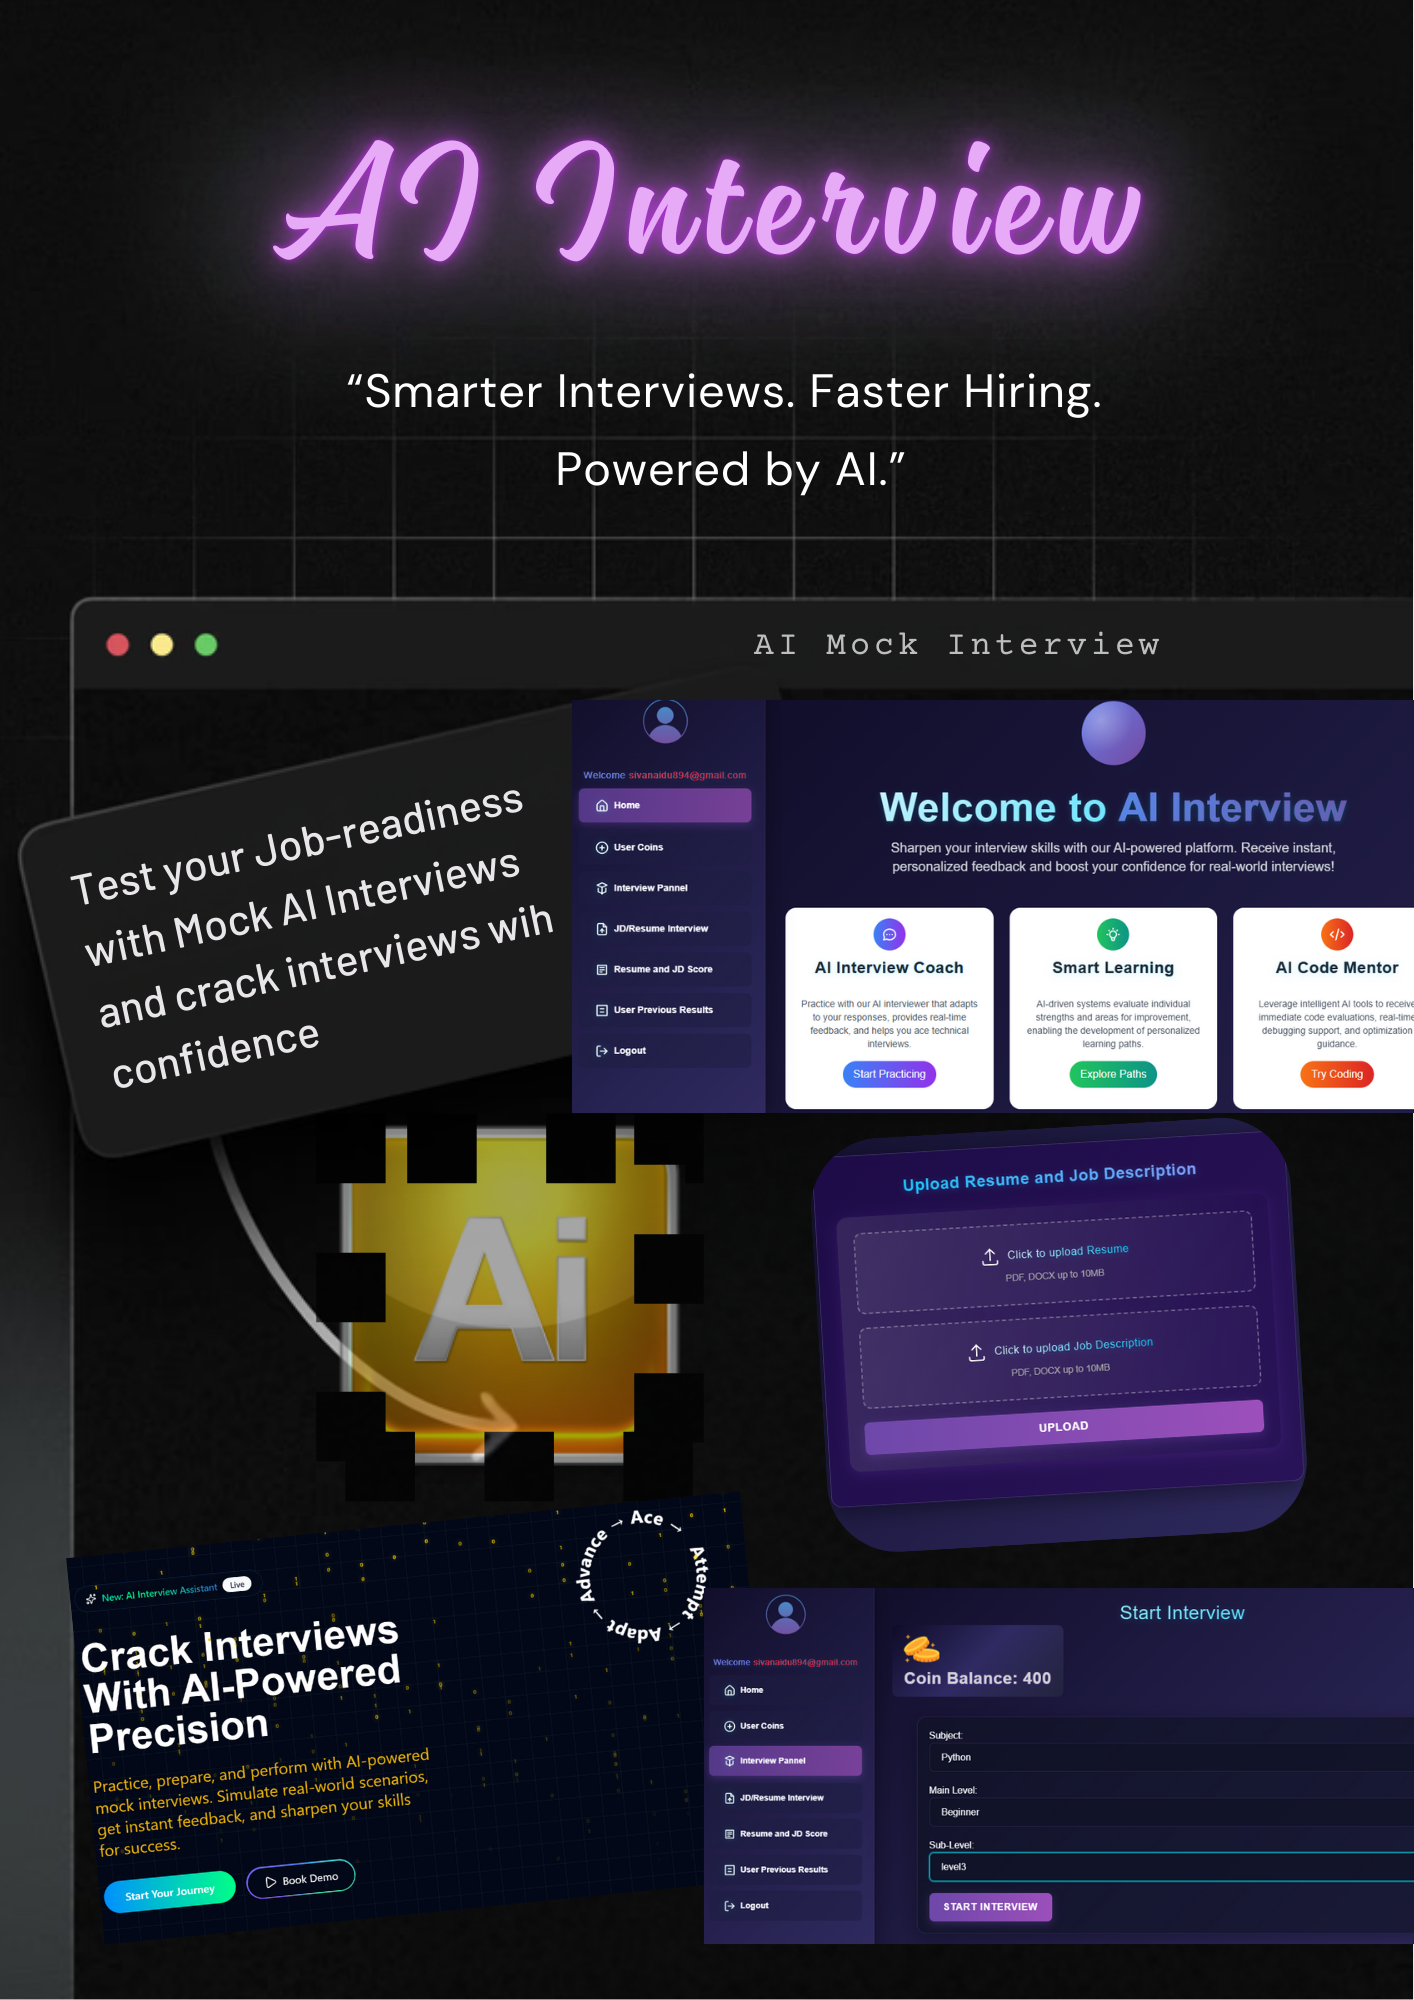 AI Interview
“Smarter Interviews. Faster Hiring.
Powered by AI.”
AI Mock Interview
Test your Job-readiness
with Mock AI Interviews
and crack interviews wih
confidence
Welcome sivanaidu894@gmail.com
Home
User Coins
Interview Pannel
JD/Resume Interview
Resume and JD Score
User Previous Results
Logout
Welcome to AI Interview
Sharpen your interview skills with our AI-powered platform. Receive instant,
personalized feedback and boost your confidence for real-world interviews!
AI Interview Coach
Practice with our AI interviewer that adapts
to your responses, provides real-time
feedback, and helps you ace technical
interviews.
Start Practicing
Smart Learning
AI-driven systems evaluate individual
strengths and areas for improvement,
enabling the development of personalized
learning paths.
Explore Paths
AI Code Mentor
Leverage intelligent AI tools to receive
immediate code evaluations, real-time
debugging support, and optimization
guidance.
Try Coding
Ai
Upload Resume and Job Description
Click to upload Resume
PDF, DOCX up to 10MB
Click to upload Job Description
PDF, DOCX up to 10MB
UPLOAD
New: AI Interview Assistant Live
Crack Interviews
With AI-Powered
Precision
Practice, prepare, and perform with AI-powered
mock interviews. Simulate real-world scenarios,
get instant feedback, and sharpen your skills
for success.
Start Your Journey
Book Demo
Ace → Attempt → Adapt → Advance →
Welcome sivanaidu894@gmail.com
Home
User Coins
Interview Pannel
JD/Resume Interview
Resume and JD Score
User Previous Results
Logout
Start Interview
Coin Balance: 400
Subject:
Python
Main Level:
Beginner
Sub-Level:
level3
START INTERVIEW